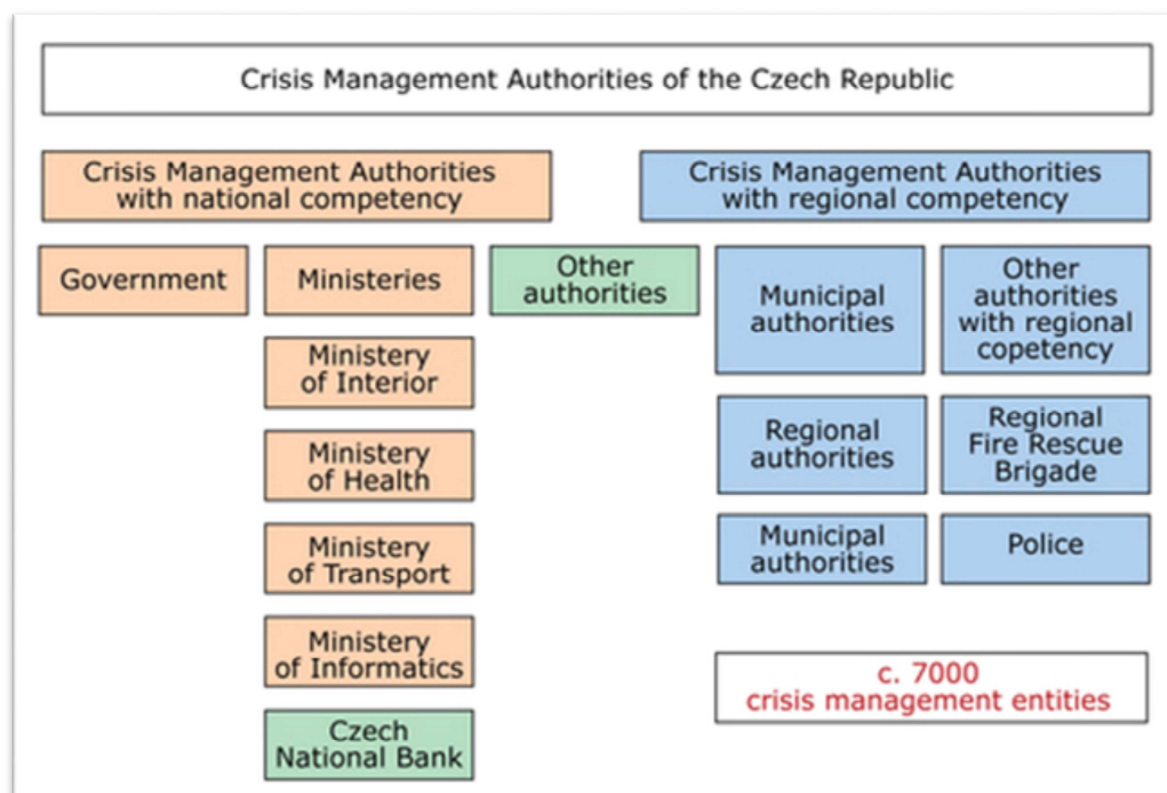 Crisis Management Authorities of the Czech Republic
Crisis Management Authorities
with national competency
Crisis Management Authorities
with regional competency
Government
Ministeries
Other
authorities
Municipal
authorities
Other
authorities
with regional
copetency
Ministery
of Interior
Regional
authorities
Regional
Fire Rescue
Brigade
Ministery
of Health
Ministery
of Transport
Municipal
authorities
Police
Ministery
of Informatics
c. 7000
crisis management entities
Czech
National Bank